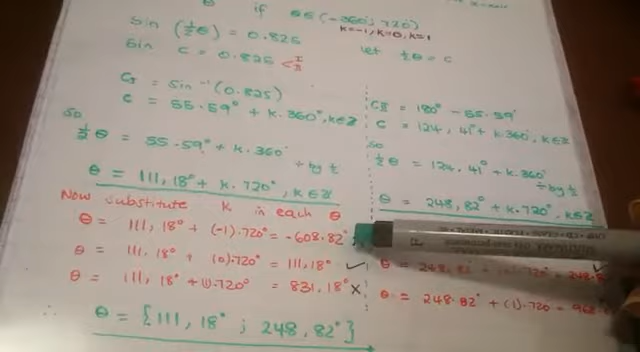 θ if θε(-360°; 720°)
sin (½θ) = 0.825
k=-1, k=0, k=1
sin c = 0.825 <
let ½θ = c
CI = sin⁻¹(0.825)
c = 55.59° + k.360°, k∈Z
so
½θ = 55.59° + k.360°
÷ by ½
θ = 111,18° + k.720°, k∈Z
CII = 180° - 55.59°
c = 124,41° + k.360°, k∈Z
so
½θ = 124,41° + k.360°
÷ by ½
θ = 248,82° + k.720°, k∈Z
Now substitute k in each θ
θ = 111,18° + (-1).720° = -608.82°
θ = 111.18° + (0).720° = 111,18° ✓
θ = 111,18° + (1).720° = 831,18° ×
θ = 248,82 720° = 248.8 ✓
θ = 248.82° + (1).720 =
∴ θ = {111,18° ; 248,82°}